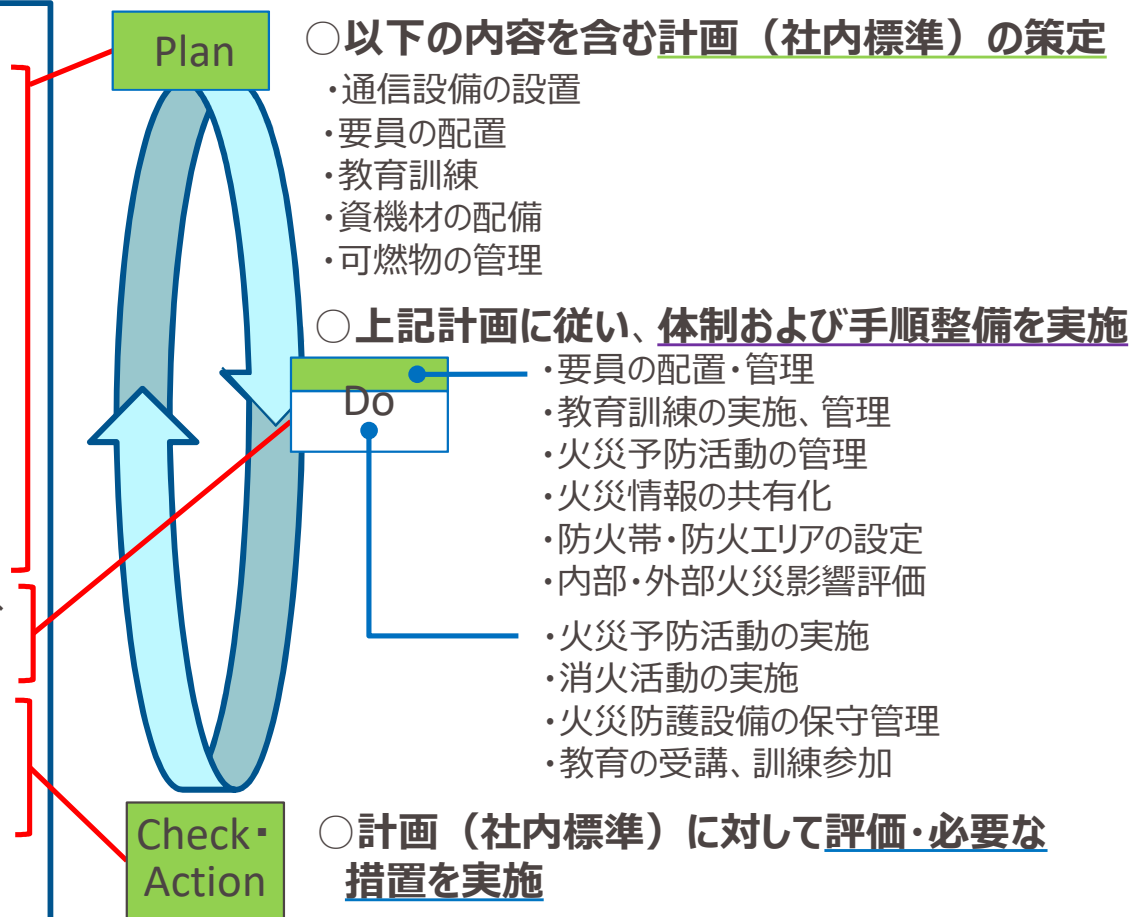 Plan
○以下の内容を含む計画（社内標準）の策定
・通信設備の設置
・要員の配置
・教育訓練
・資機材の配備
・可燃物の管理
○上記計画に従い、体制および手順整備を実施
Do
・要員の配置・管理
・教育訓練の実施、管理
・火災予防活動の管理
・火災情報の共有化
・防火帯・防火エリアの設定
・内部・外部火災影響評価
・火災予防活動の実施
・消火活動の実施
・火災防護設備の保守管理
・教育の受講、訓練参加
Check・
Action
○計画（社内標準）に対して評価・必要な
措置を実施